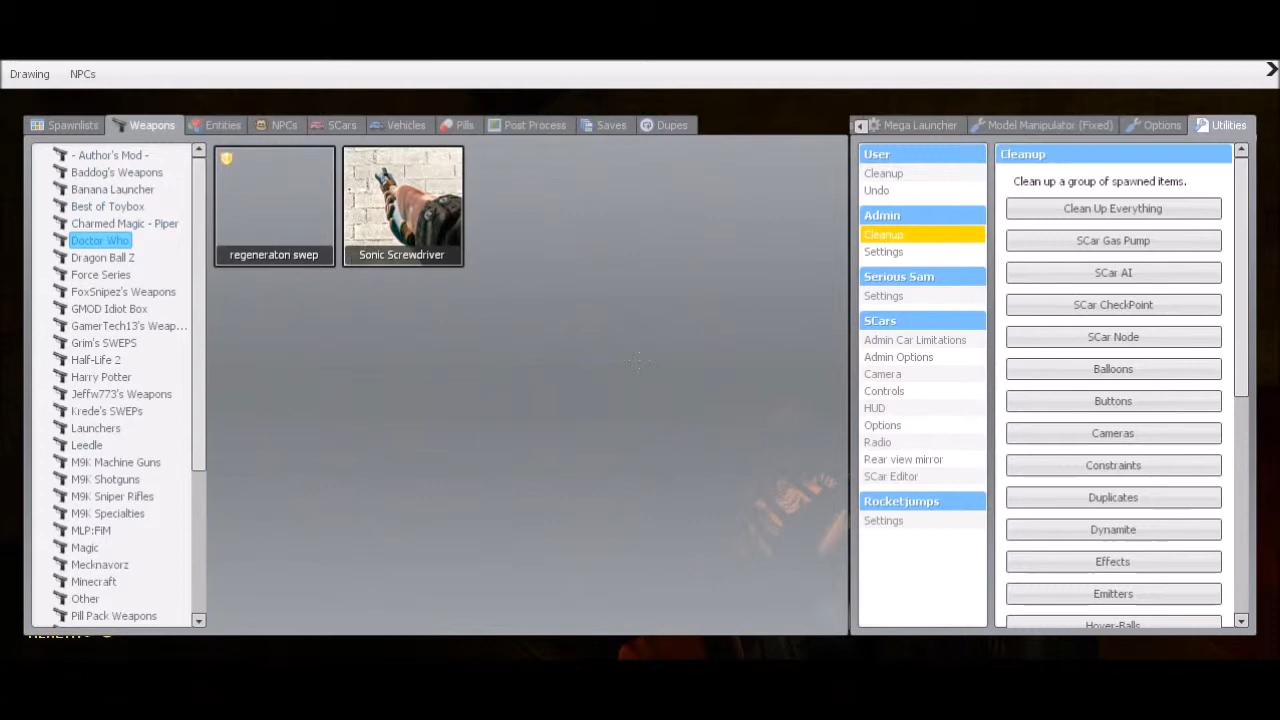 Drawing NPCs
Spawnlists Weapons Entities NPCs SCars Vehicles Pills Post Process Saves Dupes
Mega Launcher Model Manipulator (Fixed) Options Utilities
- Author's Mod -
Baddog's Weapons
Banana Launcher
Best of Toybox
Charmed Magic - Piper
Doctor Who
Dragon Ball Z
Force Series
FoxSnipez's Weapons
GMOD Idiot Box
GamerTech13's Weap...
Grim's SWEPS
Half-Life 2
Harry Potter
Jeffw773's Weapons
Krede's SWEPs
Launchers
Leedle
M9K Machine Guns
M9K Shotguns
M9K Sniper Rifles
M9K Specialties
MLP:FiM
Magic
Mecknavorz
Minecraft
Other
Pill Pack Weapons
regeneraton swep
Sonic Screwdriver
User
Cleanup
Undo
Admin
Cleanup
Settings
Serious Sam
Settings
SCars
Admin Car Limitations
Admin Options
Camera
Controls
HUD
Options
Radio
Rear view mirror
SCar Editor
Rocketjumps
Settings
Cleanup
Clean up a group of spawned items.
Clean Up Everything
SCar Gas Pump
SCar AI
SCar CheckPoint
SCar Node
Balloons
Buttons
Cameras
Constraints
Duplicates
Dynamite
Effects
Emitters
Hover-Balls